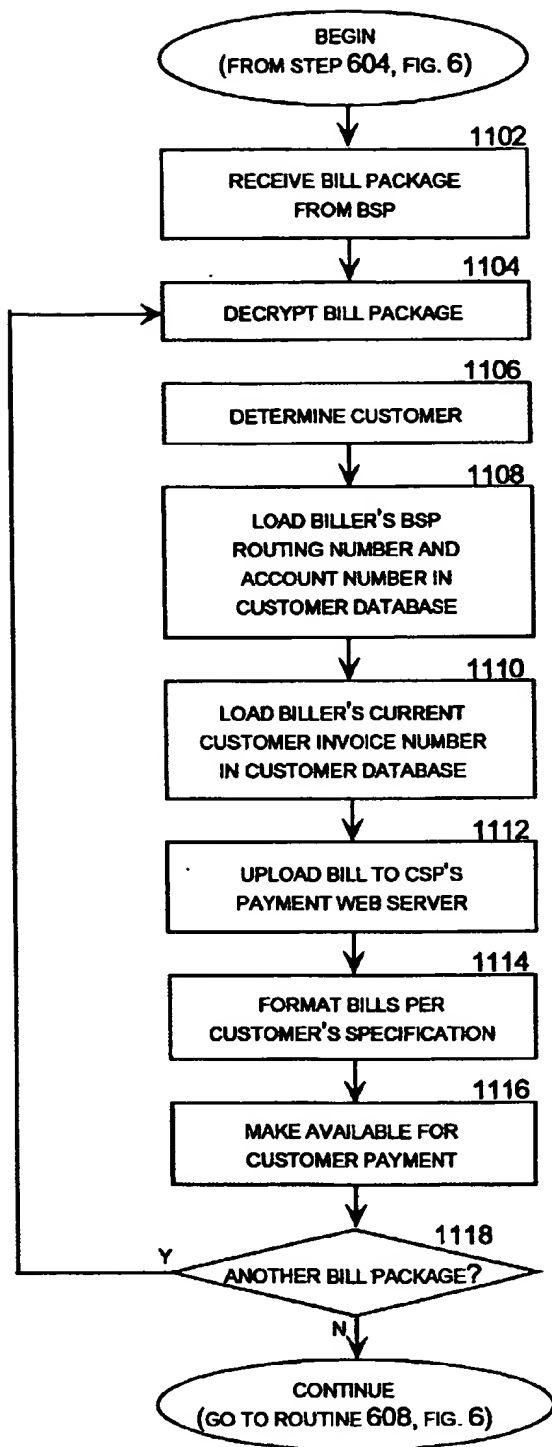 BEGIN
(FROM STEP 604, FIG. 6)
1102
RECEIVE BILL PACKAGE
FROM BSP
1104
DECRYPT BILL PACKAGE
1106
DETERMINE CUSTOMER
1108
LOAD BILLER'S BSP
ROUTING NUMBER AND
ACCOUNT NUMBER IN
CUSTOMER DATABASE
1110
LOAD BILLER'S CURRENT
CUSTOMER INVOICE NUMBER
IN CUSTOMER DATABASE
1112
UPLOAD BILL TO CSP'S
PAYMENT WEB SERVER
1114
FORMAT BILLS PER
CUSTOMER'S SPECIFICATION
1116
MAKE AVAILABLE FOR
CUSTOMER PAYMENT
1118
Y
ANOTHER BILL PACKAGE?
N
CONTINUE
(GO TO ROUTINE 608, FIG. 6)